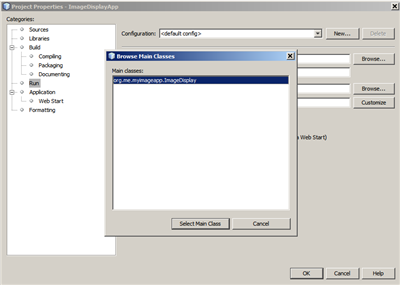 Project Properties - ImageDisplayApp
Categories:
Sources
Libraries
Build
Compiling
Packaging
Documenting
Run
Application
Web Start
Formatting
Configuration: <default config> New... Delete
Browse...
Browse...
Customize
Web Start)
Browse Main Classes
Main classes:
org.me.myimageapp.ImageDisplay
Select Main Class Cancel
OK Cancel Help